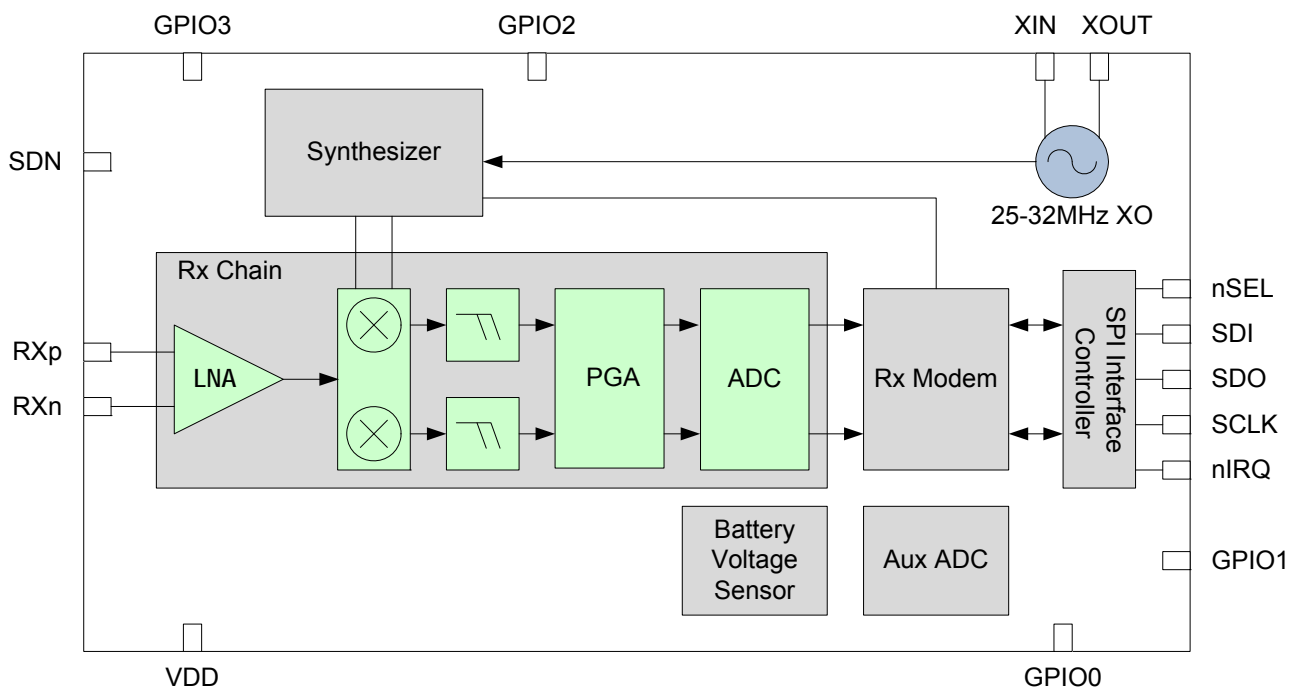 GPIO3
GPIO2
XIN
XOUT
Synthesizer
SDN
25-32MHz XO
Rx Chain
nSEL
SDI
SDO
SCLK
nIRQ
SPI Interface
Controller
RXp
RXn
LNA
PGA
ADC
Rx Modem
Battery
Voltage
Sensor
Aux ADC
GPIO1
VDD
GPIO0